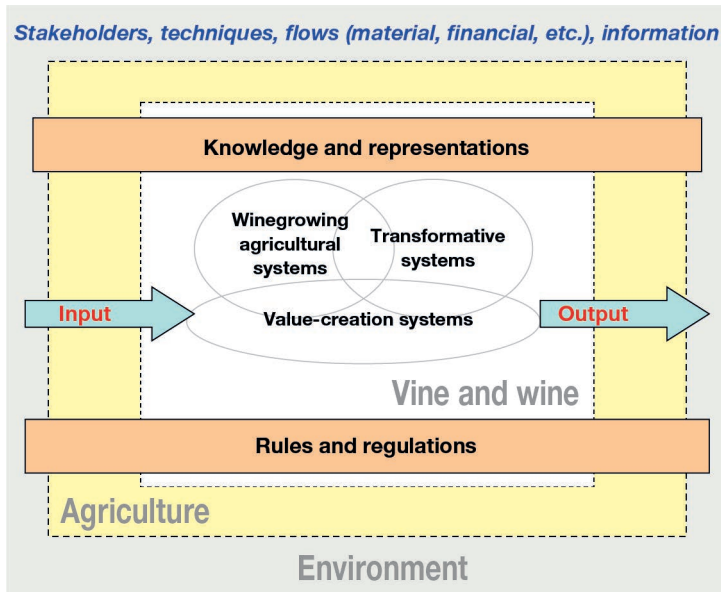 Stakeholders, techniques, flows (material, financial, etc.), information
Knowledge and representations
Winegrowing
agricultural
systems
Transformative
systems
Input
Value-creation systems
Output
Vine and wine
Rules and regulations
Agriculture
Environment